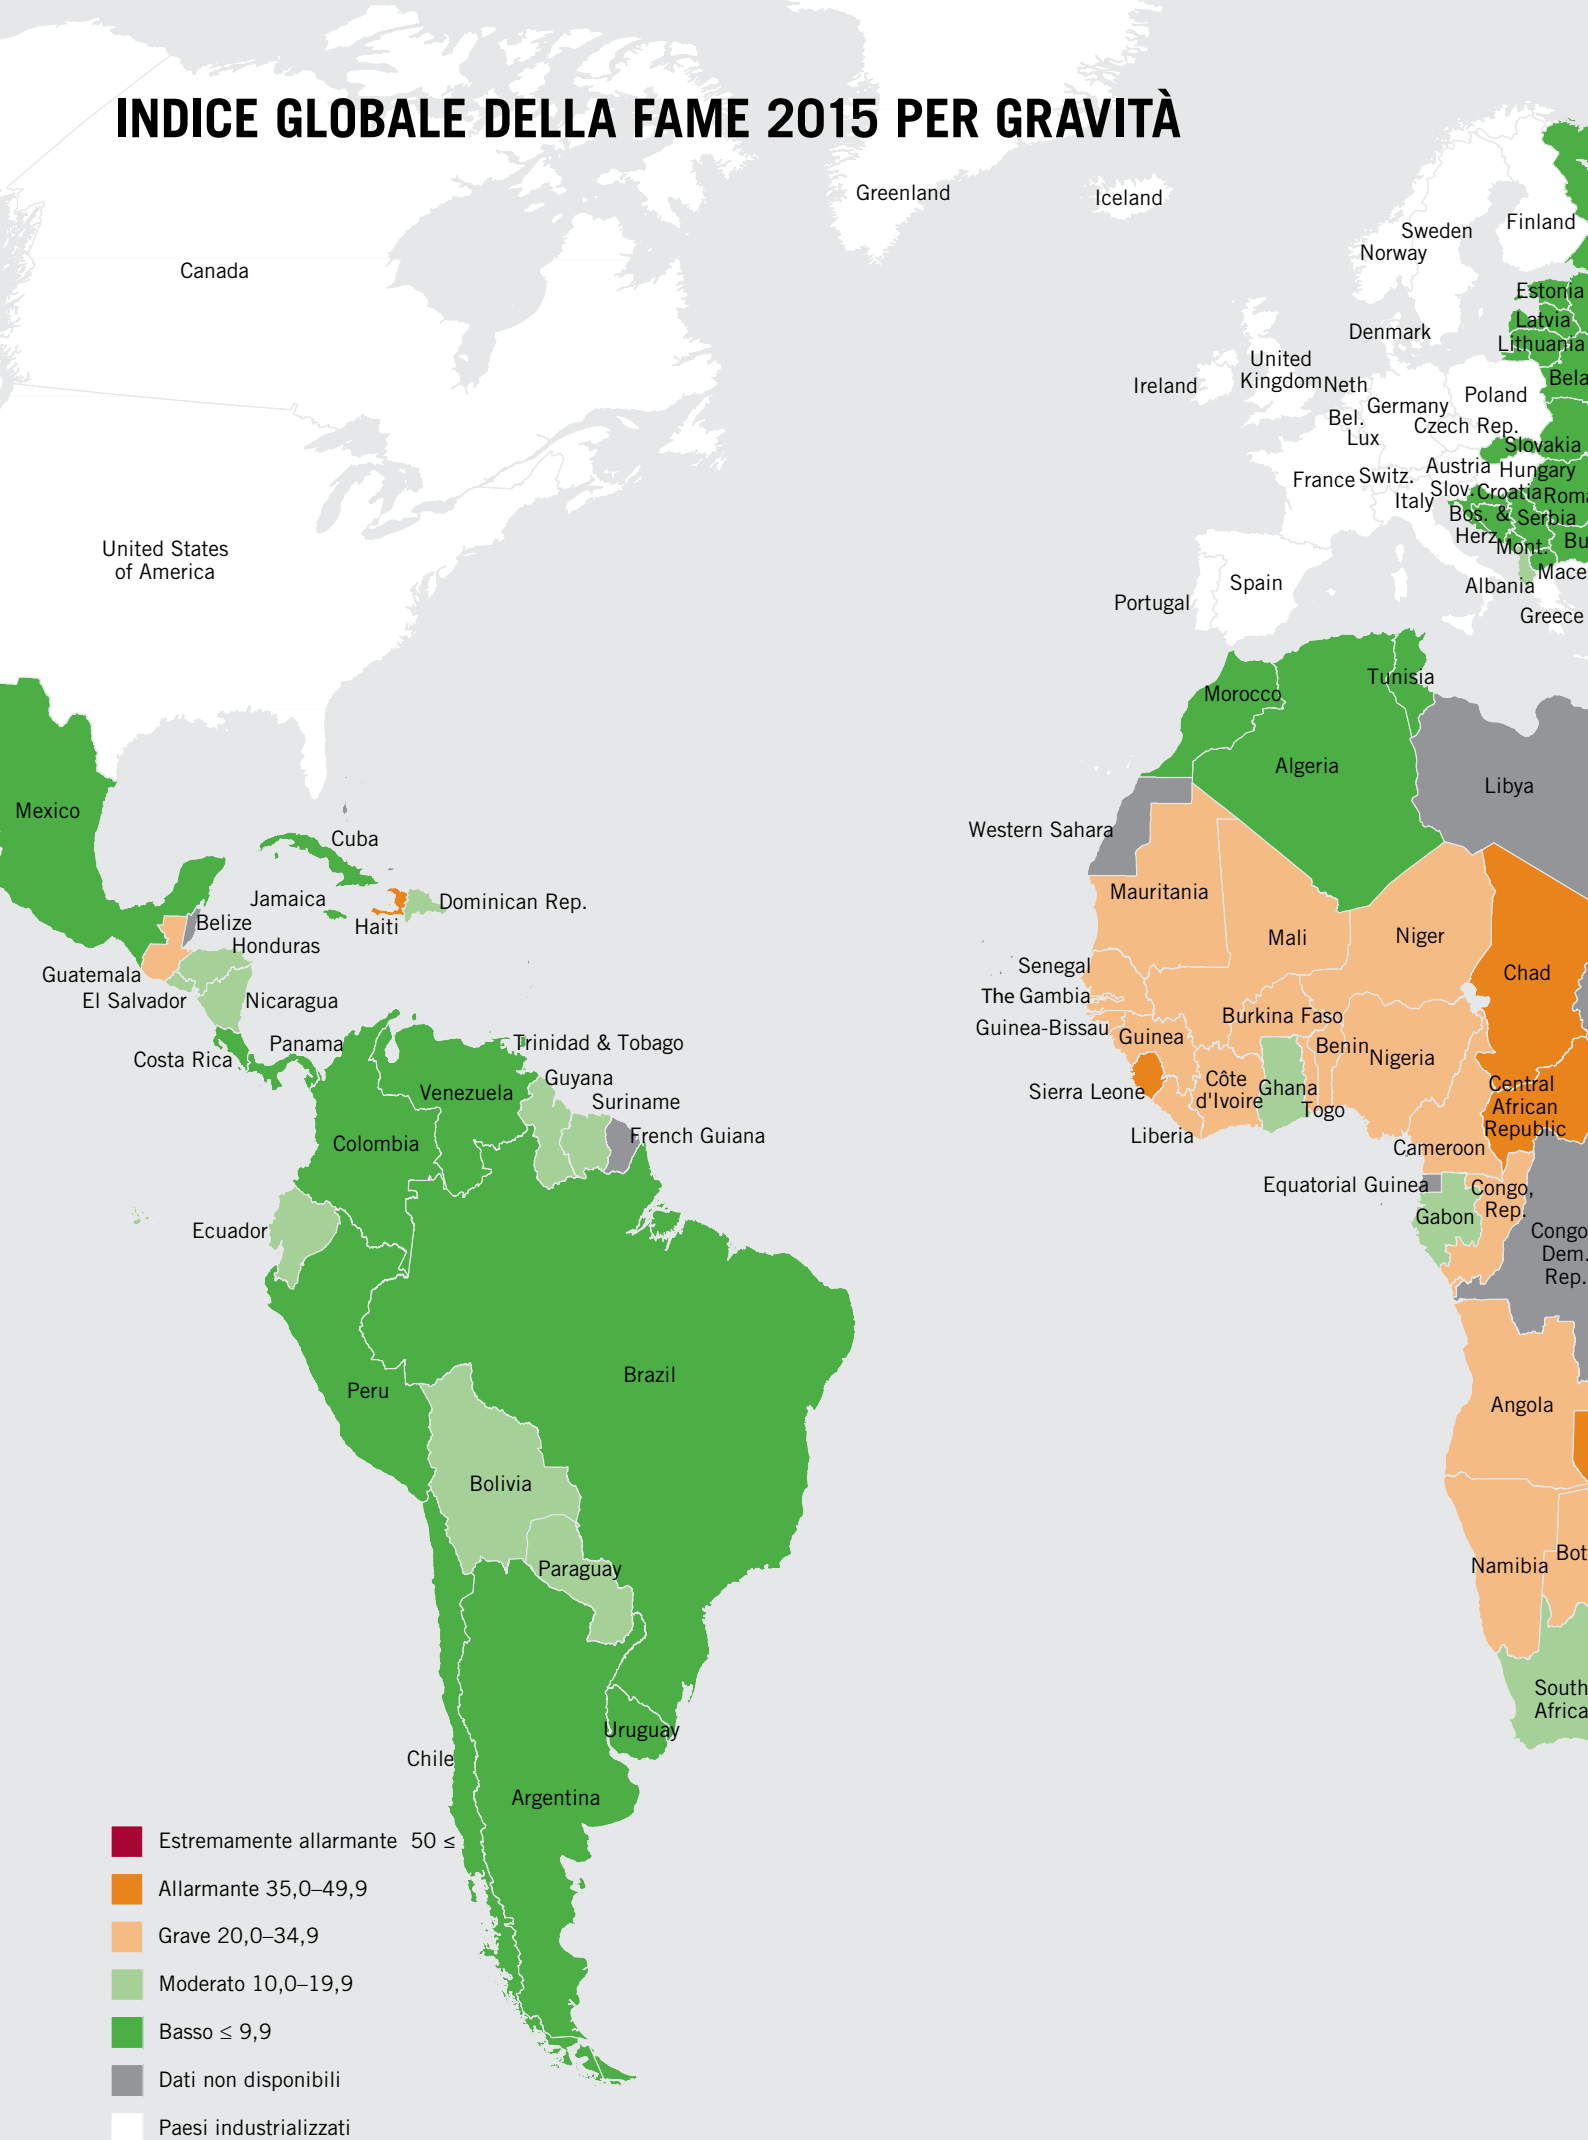 INDICE GLOBALE DELLA FAME 2015 PER GRAVITÀ
Greenland
Iceland
Finland
Sweden
Norway
Canada
Estonia
Latvia
Lithuania
Denmark
United
Kingdom
Ireland
Neth
Bela
Poland
Germany
Bel.
Czech Rep.
Lux
Slovakia
Austria
Hungary
France
Switz.
Slov.
Croatia
Roma
Italy
Bos. &
Herz.
Serbia
Mont.
Bu
United States
of America
Mace
Albania
Spain
Portugal
Greece
Tunisia
Morocco
Algeria
Libya
Mexico
Western Sahara
Cuba
Jamaica
Dominican Rep.
Haiti
Belize
Honduras
Guatemala
El Salvador
Nicaragua
Panama
Costa Rica
Mauritania
Mali
Niger
Chad
Senegal
The Gambia
Guinea-Bissau
Guinea
Burkina Faso
Benin
Nigeria
Sierra Leone
Côte
d'Ivoire
Ghana
Togo
Liberia
Central
African
Republic
Cameroon
Trinidad & Tobago
Guyana
Suriname
French Guiana
Venezuela
Colombia
Ecuador
Equatorial Guinea
Congo,
Rep.
Gabon
Congo
Dem.
Rep.
Brazil
Peru
Angola
Bolivia
Paraguay
Namibia
Bot
South
Africa
Uruguay
Chile
Argentina
Estremamente allarmante 50 ≤
Allarmante 35,0–49,9
Grave 20,0–34,9
Moderato 10,0–19,9
Basso ≤ 9,9
Dati non disponibili
Paesi industrializzati